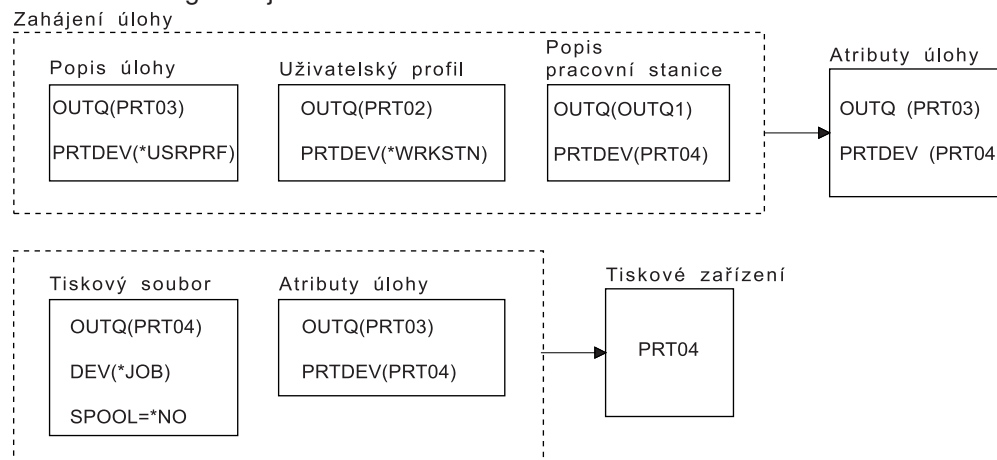 Zahájení úlohy
Popis úlohy
OUTQ(PRT03)
PRTDEV(*USRPRF)
Uživatelský profil
OUTQ(PRT02)
PRTDEV(*WRKSTN)
Popis
pracovní stanice
OUTQ(OUTQ1)
PRTDEV(PRT04)
Atributy úlohy
OUTQ (PRT03)
PRTDEV (PRT04
Tiskový soubor
OUTQ(PRT04)
DEV(*JOB)
SPOOL=*NO
Atributy úlohy
OUTQ(PRT03)
PRTDEV(PRT04)
Tiskové zařízení
PRT04